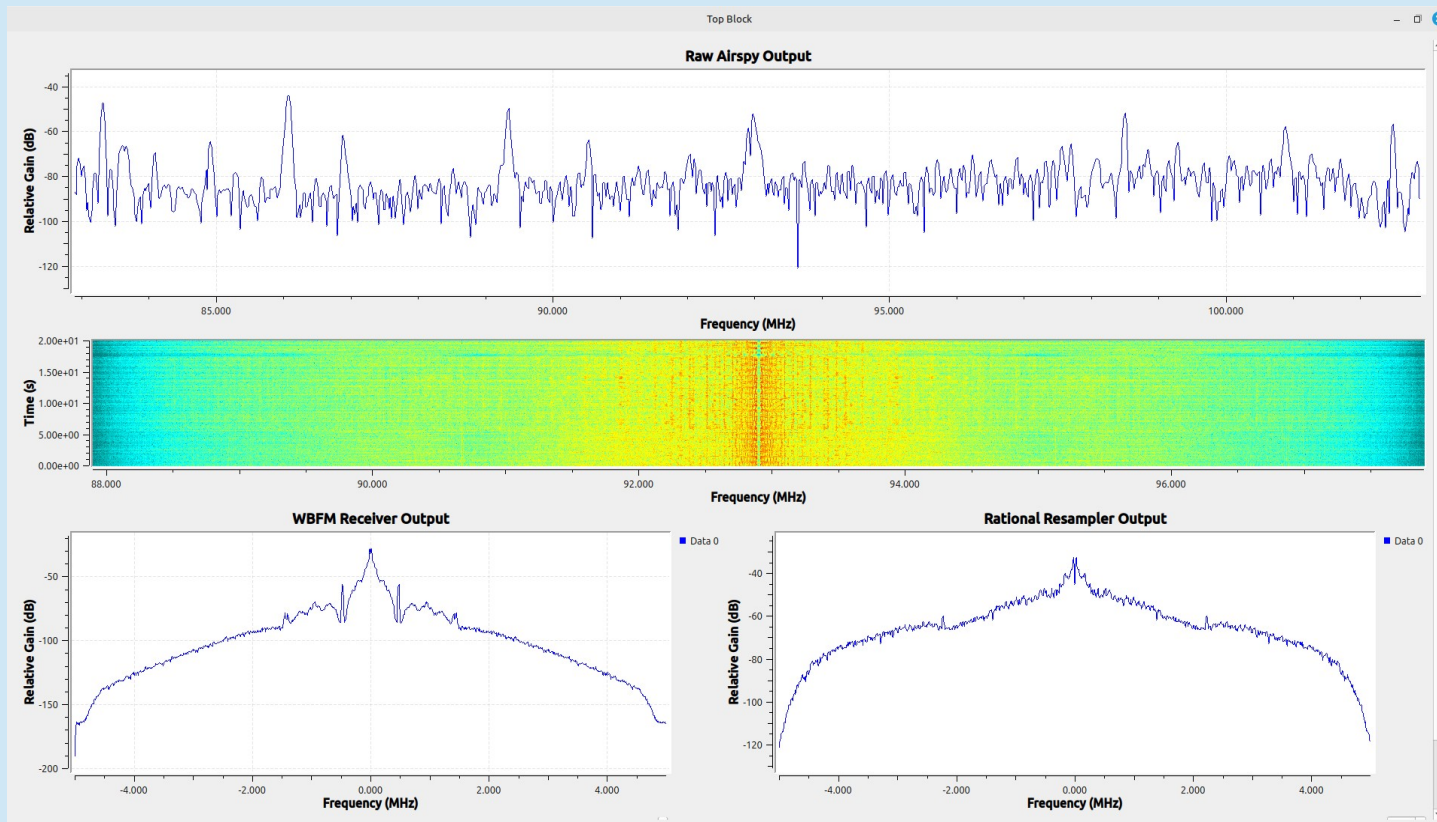 Top Block
Raw Airspy Output
Relative Gain (dB)
-40
-60
-80
-100
-120
85.000 90.000 95.000 100.000
Frequency (MHz)
Time (s)
2.00e+01
1.50e+01
1.00e+01
5.00e+00
0.00e+00
88.000 90.000 92.000 94.000 96.000
Frequency (MHz)
WBFM Receiver Output
Data 0
Relative Gain (dB)
-50
-100
-150
-200
-4.000 -2.000 0.000 2.000 4.000
Frequency (MHz)
Rational Resampler Output
Data 0
Relative Gain (dB)
-40
-60
-80
-100
-120
-4.000 -2.000 0.000 2.000 4.000
Frequency (MHz)